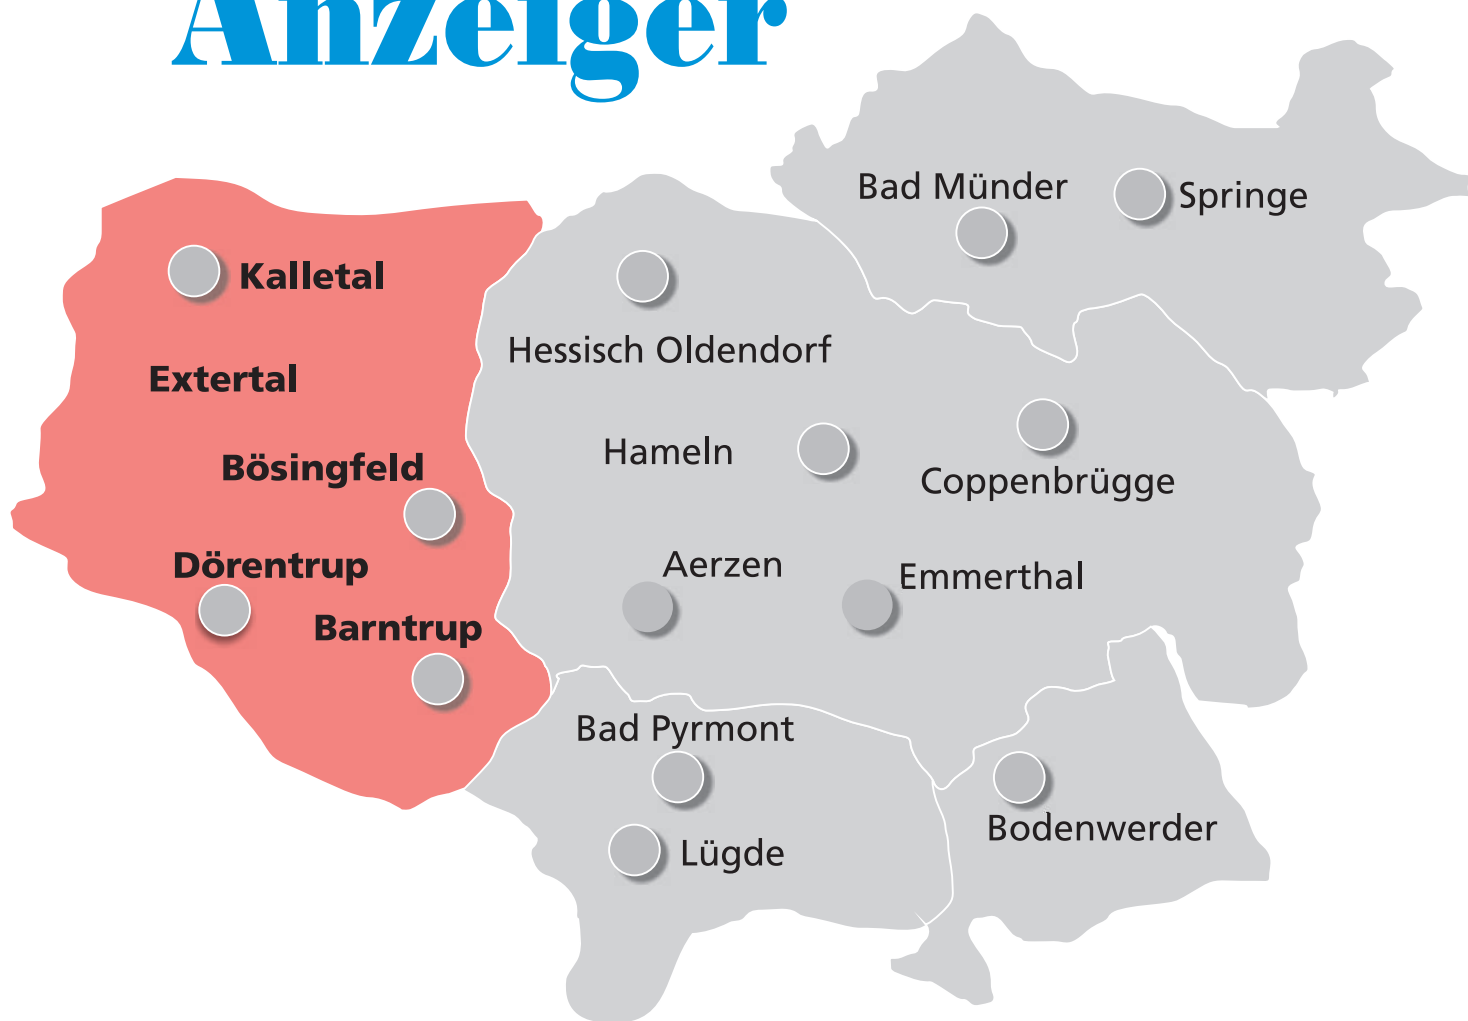 Anzeiger
Bad Münder
Springe
Kalletal
Hessisch Oldendorf
Extertal
Hameln
Bösingfeld
Coppenbrügge
Dörentrup
Aerzen
Emmerthal
Barntrup
Bad Pyrmont
Bodenwerder
Lügde